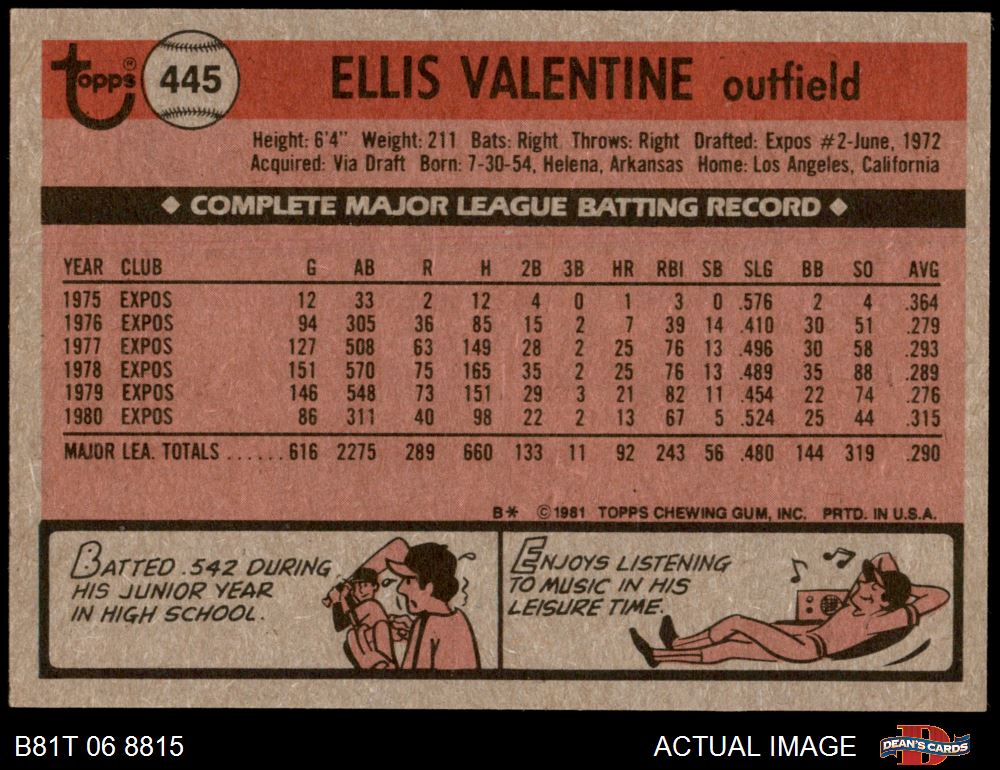 Topps® 445 ELLIS VALENTINE outfield
Height: 6'4" Weight: 211 Bats: Right Throws: Right Drafted: Expos #2-June, 1972
Acquired: Via Draft Born: 7-30-54, Helena, Arkansas Home: Los Angeles, California
◆ COMPLETE MAJOR LEAGUE BATTING RECORD ◆
YEAR CLUB G AB R H 2B 3B HR RBI SB SLG BB SO AVG
1975 EXPOS 12 33 2 12 4 0 1 3 0 .576 2 4 .364
1976 EXPOS 94 305 36 85 15 2 7 39 14 .410 30 51 .279
1977 EXPOS 127 508 63 149 28 2 25 76 13 .496 30 58 .293
1978 EXPOS 151 570 75 165 35 2 25 76 13 .489 35 88 .289
1979 EXPOS 146 548 73 151 29 3 21 82 11 .454 22 74 .276
1980 EXPOS 86 311 40 98 22 2 13 67 5 .524 25 44 .315
MAJOR LEA. TOTALS ...... 616 2275 289 660 133 11 92 243 56 .480 144 319 .290
B* ©1981 TOPPS CHEWING GUM, INC. PRTD. IN U.S.A.
BATTED .542 DURING
HIS JUNIOR YEAR
IN HIGH SCHOOL.
ENJOYS LISTENING
TO MUSIC IN HIS
LEISURE TIME.
B81T 06 8815 ACTUAL IMAGE D DEAN'S CARDS